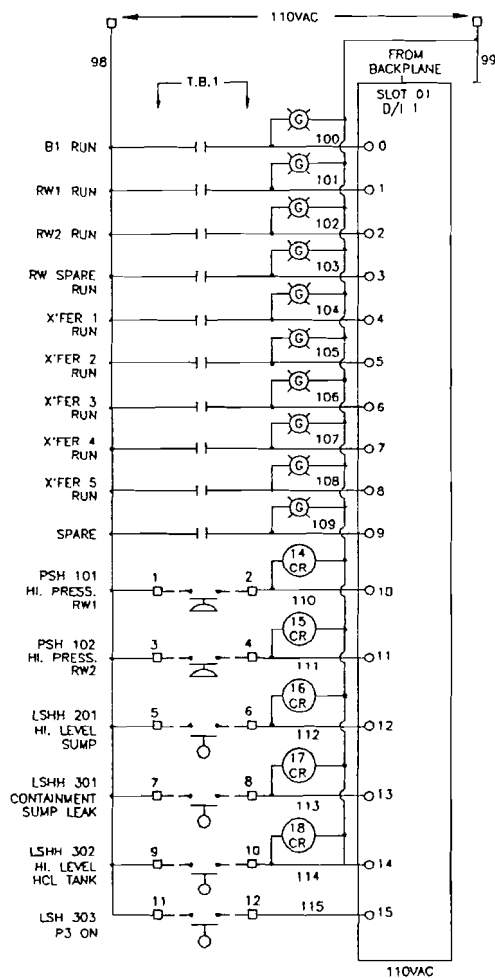 110VAC
98
99
FROM
BACKPLANE
T.B.1
SLOT 01
D/I 1
G
B1 RUN
100
0
G
RW1 RUN
101
1
G
RW2 RUN
102
2
G
RW SPARE
RUN
103
3
G
X'FER 1
RUN
104
4
G
X'FER 2
RUN
105
5
G
X'FER 3
RUN
106
6
G
X'FER 4
RUN
107
7
G
X'FER 5
RUN
108
8
G
SPARE
109
9
14
CR
PSH 101
HI. PRESS.
RW1
1
2
110
10
15
CR
PSH 102
HI. PRESS.
RW2
3
4
111
11
16
CR
LSHH 201
HI. LEVEL
SUMP
5
6
112
12
17
CR
LSHH 301
CONTAINMENT
SUMP LEAK
7
8
113
13
18
CR
LSHH 302
HI. LEVEL
HCL TANK
9
10
114
14
LSH 303
P3 ON
11
12
115
15
110VAC